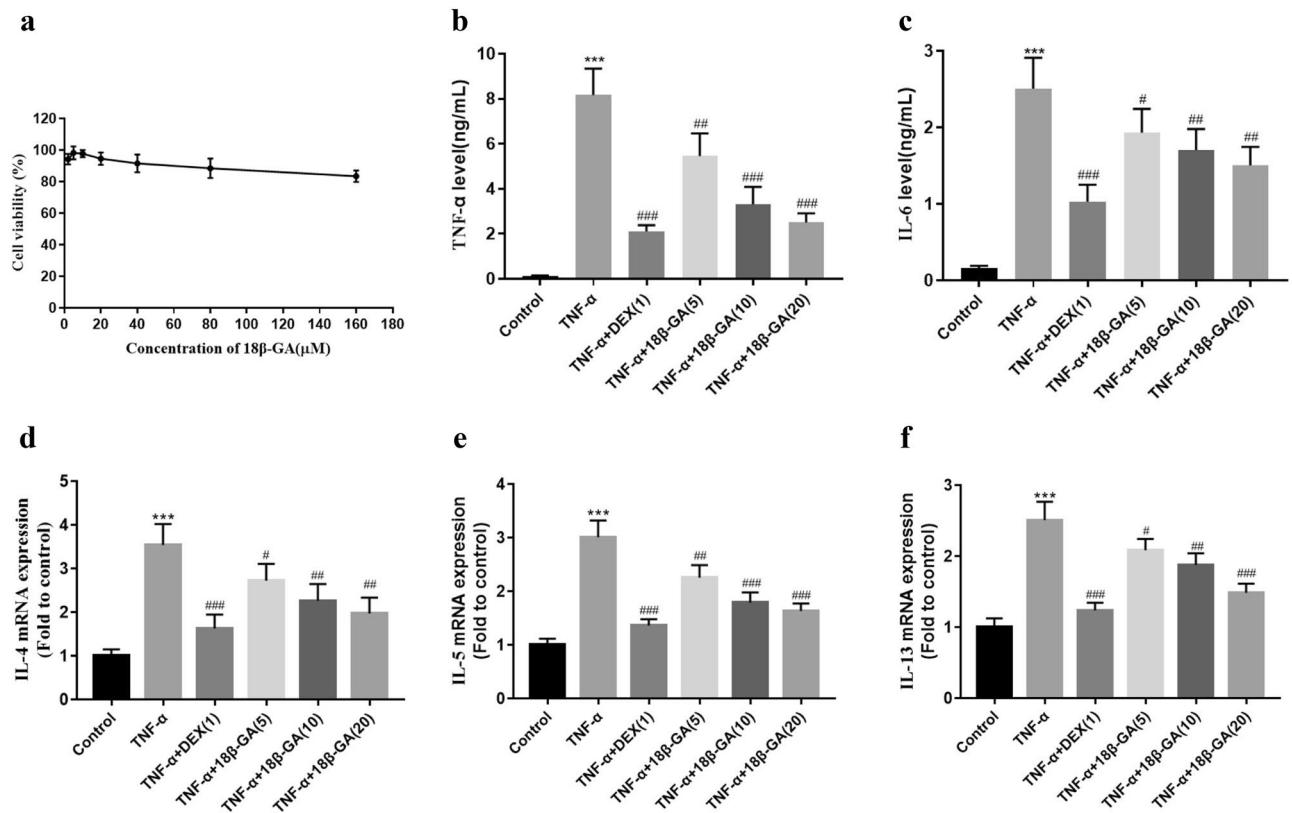 a
Cell viability (%)
120
100
80
60
40
20
0
0 20 40 60 80 100 120 140 160 180
Concentration of 18β-GA(μM)
b
TNF-α level(ng/mL)
10
8
6
4
2
0
***
###
##
###
###
Control
TNF-α
TNF-α+DEX(1)
TNF-α+18β-GA(5)
TNF-α+18β-GA(10)
TNF-α+18β-GA(20)
c
IL-6 level(ng/mL)
3
2
1
0
***
###
#
##
##
Control
TNF-α
TNF-α+DEX(1)
TNF-α+18β-GA(5)
TNF-α+18β-GA(10)
TNF-α+18β-GA(20)
d
IL-4 mRNA expression
(Fold to control)
5
4
3
2
1
0
***
###
#
##
##
Control
TNF-α
TNF-α+DEX(1)
TNF-α+18β-GA(5)
TNF-α+18β-GA(10)
TNF-α+18β-GA(20)
e
IL-5 mRNA expression
(Fold to control)
4
3
2
1
0
***
###
##
###
###
Control
TNF-α
TNF-α+DEX(1)
TNF-α+18β-GA(5)
TNF-α+18β-GA(10)
TNF-α+18β-GA(20)
f
IL-13 mRNA expression
(Fold to control)
3
2
1
0
***
###
#
##
###
Control
TNF-α
TNF-α+DEX(1)
TNF-α+18β-GA(5)
TNF-α+18β-GA(10)
TNF-α+18β-GA(20)